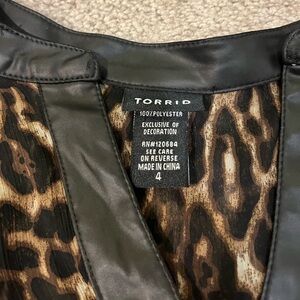 TORRID
100% POLYESTER
EXCLUSIVE OF
DECORATION
RN#120684
SEE CARE
ON REVERSE
MADE IN CHINA
4